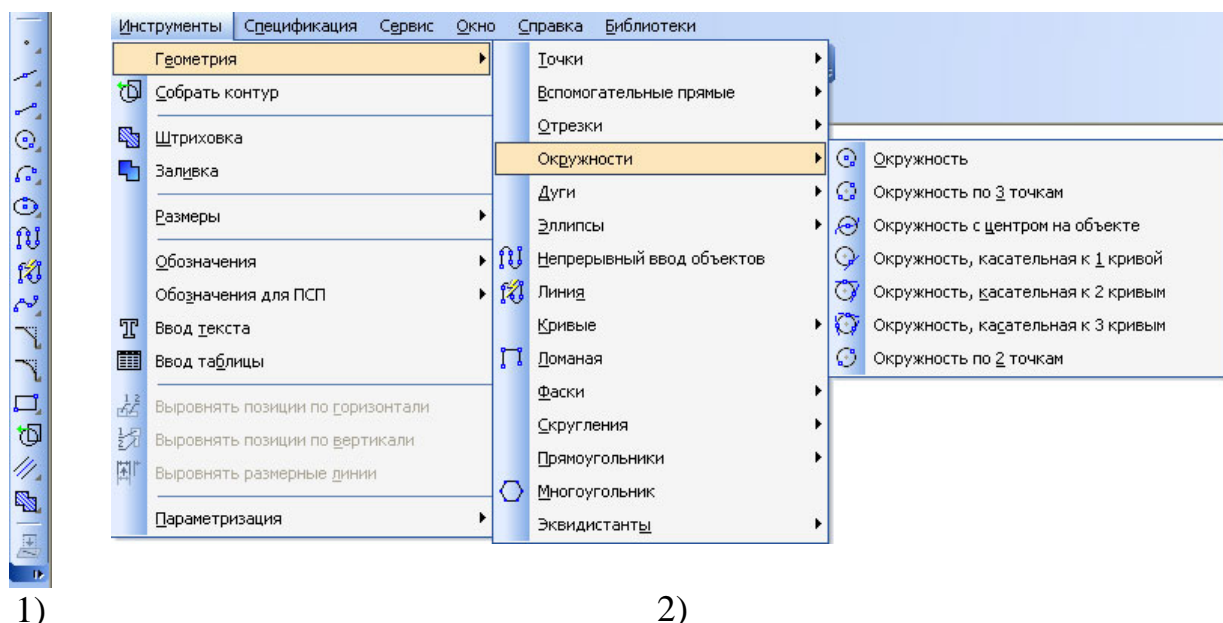 Инструменты Спецификация Сервис Окно Справка Библиотеки
Геометрия
Собрать контур
Штриховка
Заливка
Размеры
Обозначения
Обозначения для ПСП
Ввод текста
Ввод таблицы
Выровнять позиции по горизонтали
Выровнять позиции по вертикали
Выровнять размерные линии
Параметризация
Точки
Вспомогательные прямые
Отрезки
Окружности
Дуги
Эллипсы
Непрерывный ввод объектов
Линия
Кривые
Ломаная
Фаски
Скругления
Прямоугольники
Многоугольник
Эквидистанты
Окружность
Окружность по 3 точкам
Окружность с центром на объекте
Окружность, касательная к 1 кривой
Окружность, касательная к 2 кривым
Окружность, касательная к 3 кривым
Окружность по 2 точкам
1) 2)